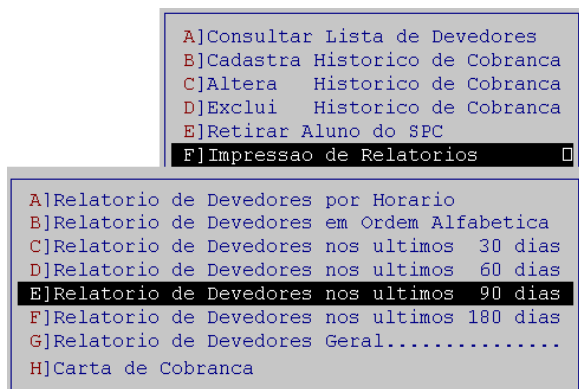 A]Consultar Lista de Devedores
B]Cadastra Historico de Cobranca
C]Altera   Historico de Cobranca
D]Exclui   Historico de Cobranca
E]Retirar Aluno do SPC
F]Impressao de Relatorios
A]Relatorio de Devedores por Horario
B]Relatorio de Devedores em Ordem Alfabetica
C]Relatorio de Devedores nos ultimos  30 dias
D]Relatorio de Devedores nos ultimos  60 dias
E]Relatorio de Devedores nos ultimos  90 dias
F]Relatorio de Devedores nos ultimos 180 dias
G]Relatorio de Devedores Geral...............
H]Carta de Cobranca